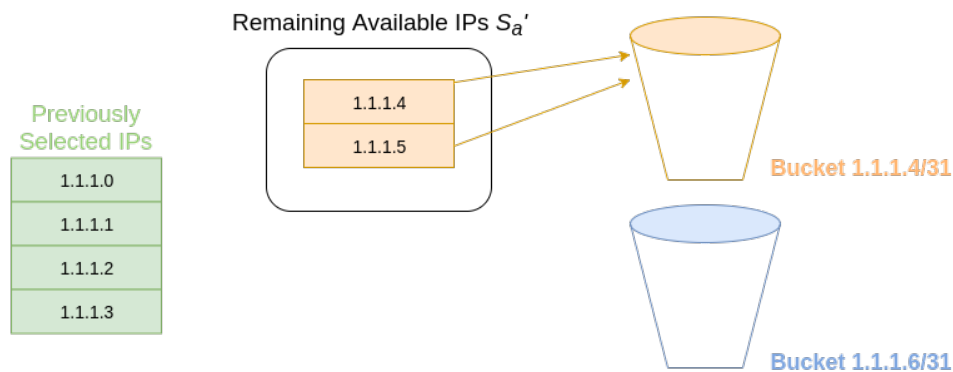 Remaining Available IPs Sa'
Previously
Selected IPs
1.1.1.0
1.1.1.1
1.1.1.2
1.1.1.3
1.1.1.4
1.1.1.5
Bucket 1.1.1.4/31
Bucket 1.1.1.6/31